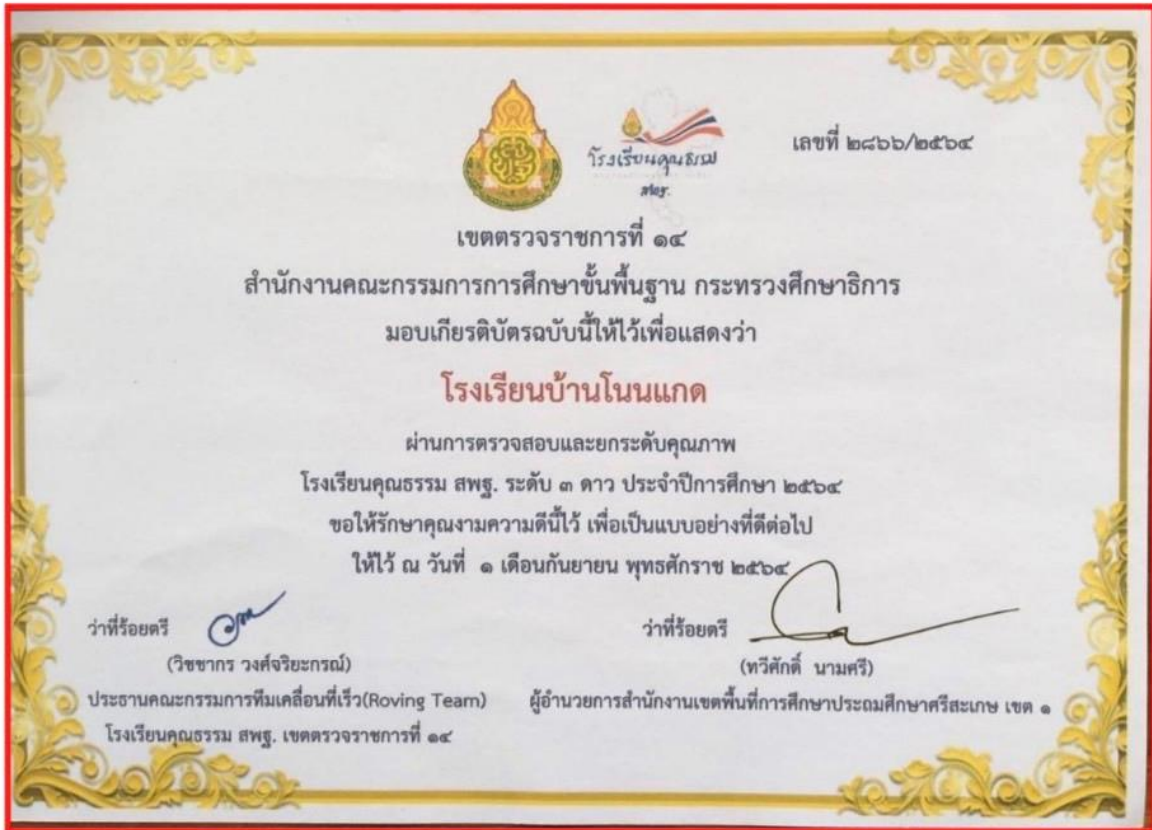 โรงเรียนคุณธรรม
สพฐ.
เลขที่ ๒๘๖๖/๒๕๖๔
เขตตรวจราชการที่ ๑๔
สำนักงานคณะกรรมการการศึกษาขั้นพื้นฐาน กระทรวงศึกษาธิการ
มอบเกียรติบัตรฉบับนี้ให้ไว้เพื่อแสดงว่า
โรงเรียนบ้านโนนแกด
ผ่านการตรวจสอบและยกระดับคุณภาพ
โรงเรียนคุณธรรม สพฐ. ระดับ ๓ ดาว ประจำปีการศึกษา ๒๕๖๔
ขอให้รักษาคุณงามความดีนี้ไว้ เพื่อเป็นแบบอย่างที่ดีต่อไป
ให้ไว้ ณ วันที่ ๑ เดือนกันยายน พุทธศักราช ๒๕๖๔
ว่าที่ร้อยตรี
(วิชชากร วงศ์จริยะกรณ์)
ประธานคณะกรรมการทีมเคลื่อนที่เร็ว(Roving Team)
โรงเรียนคุณธรรม สพฐ. เขตตรวจราชการที่ ๑๔
ว่าที่ร้อยตรี
(ทวีศักดิ์ นามศรี)
ผู้อำนวยการสำนักงานเขตพื้นที่การศึกษาประถมศึกษาศรีสะเกษ เขต ๑